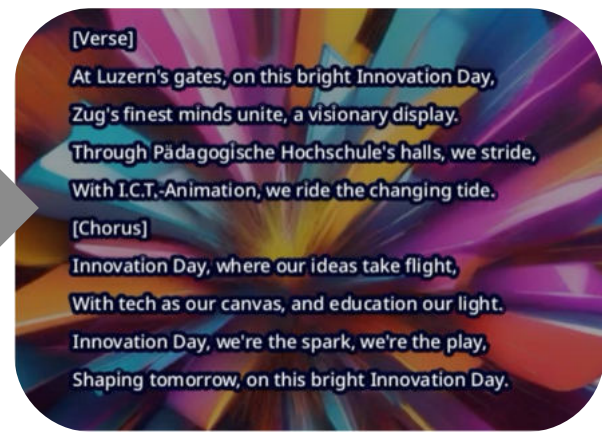 [Verse]
At Luzern's gates, on this bright Innovation Day,
Zug's finest minds unite, a visionary display.
Through Pädagogische Hochschule's halls, we stride,
With I.C.T.-Animation, we ride the changing tide.
[Chorus]
Innovation Day, where our ideas take flight,
With tech as our canvas, and education our light.
Innovation Day, we're the spark, we're the play,
Shaping tomorrow, on this bright Innovation Day.